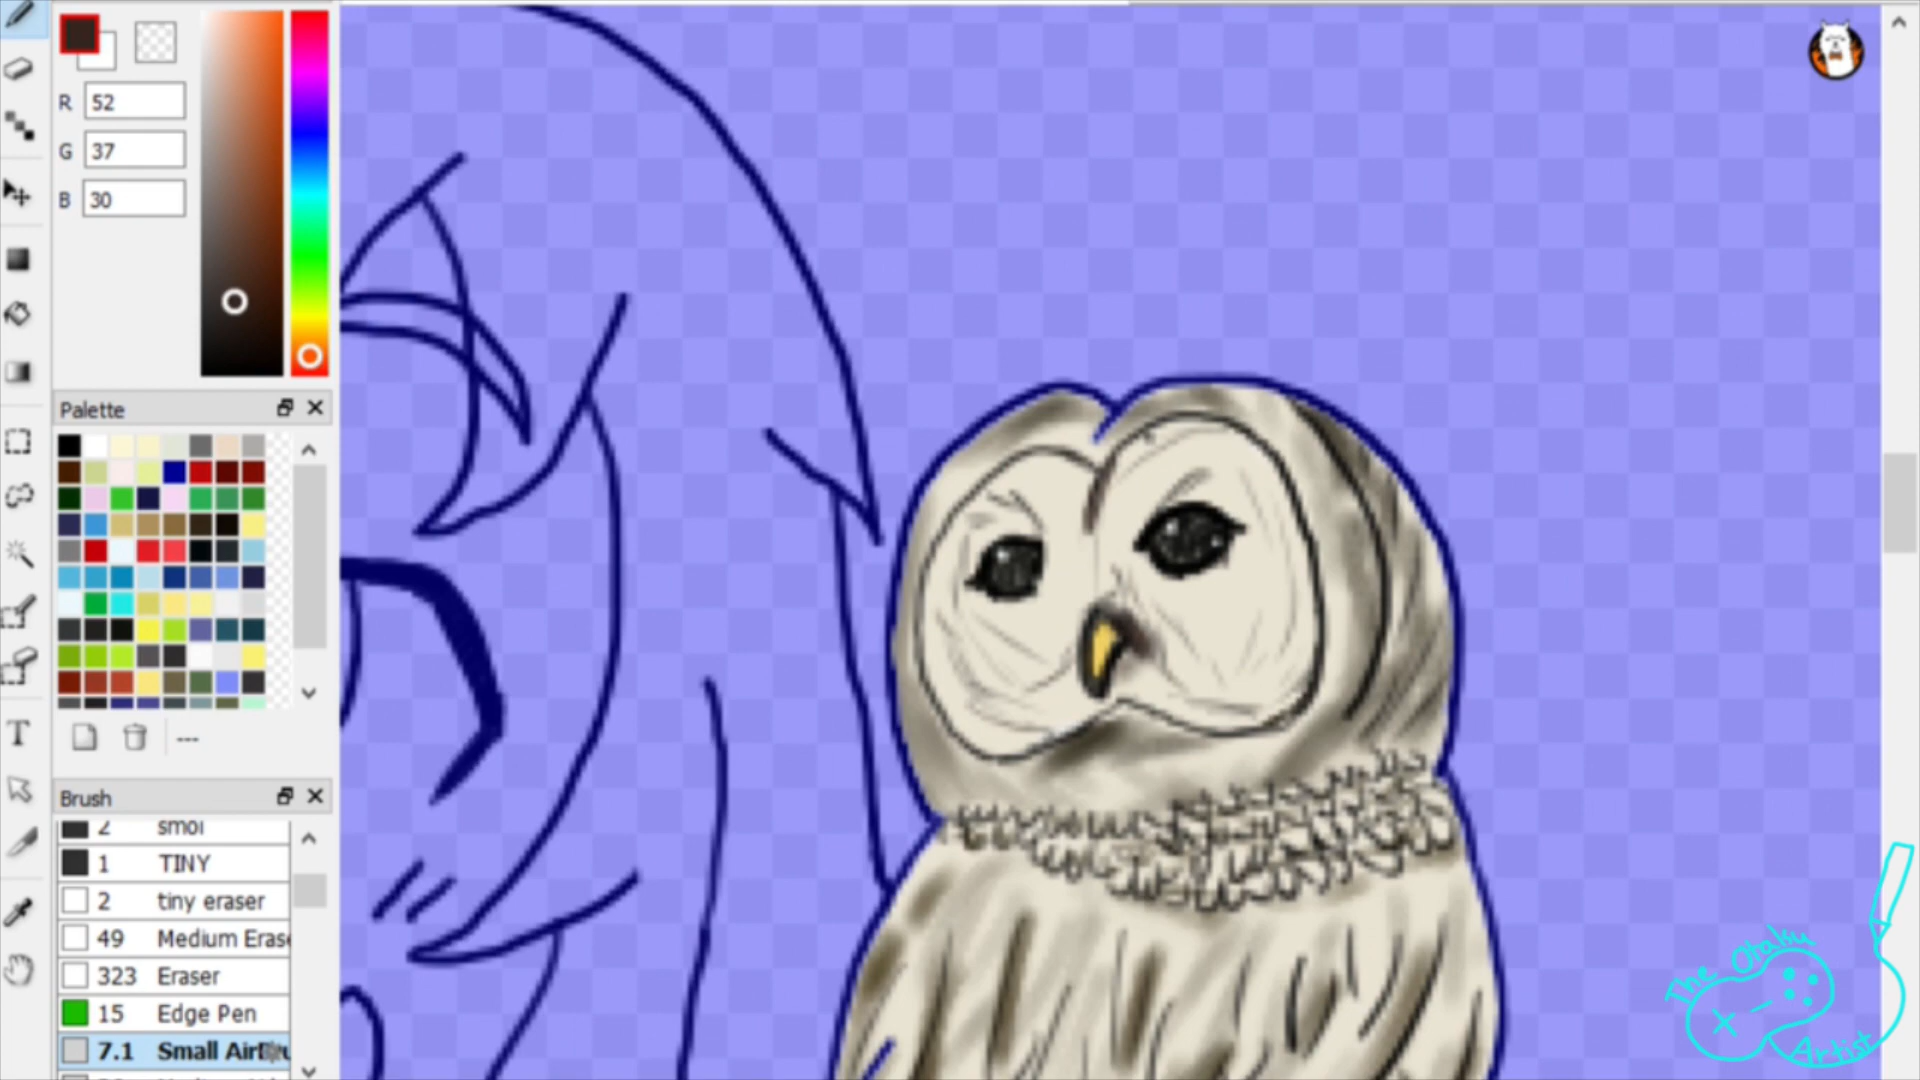 R 52
G 37
B 30
Palette
---
Brush
2 smol
1 TINY
2 tiny eraser
49 Medium Eras
323 Eraser
15 Edge Pen
7.1 Small Air
T
The Otaku
Artist